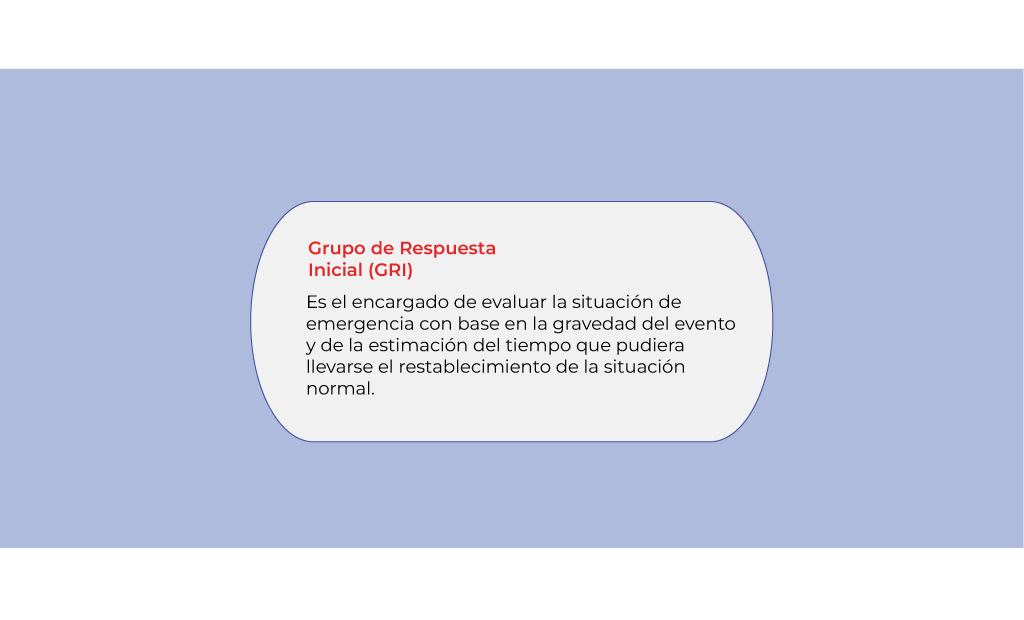 Grupo de Respuesta
Inicial (GRI)
Es el encargado de evaluar la situación de
emergencia con base en la gravedad del evento
y de la estimación del tiempo que pudiera
llevarse el restablecimiento de la situación
normal.